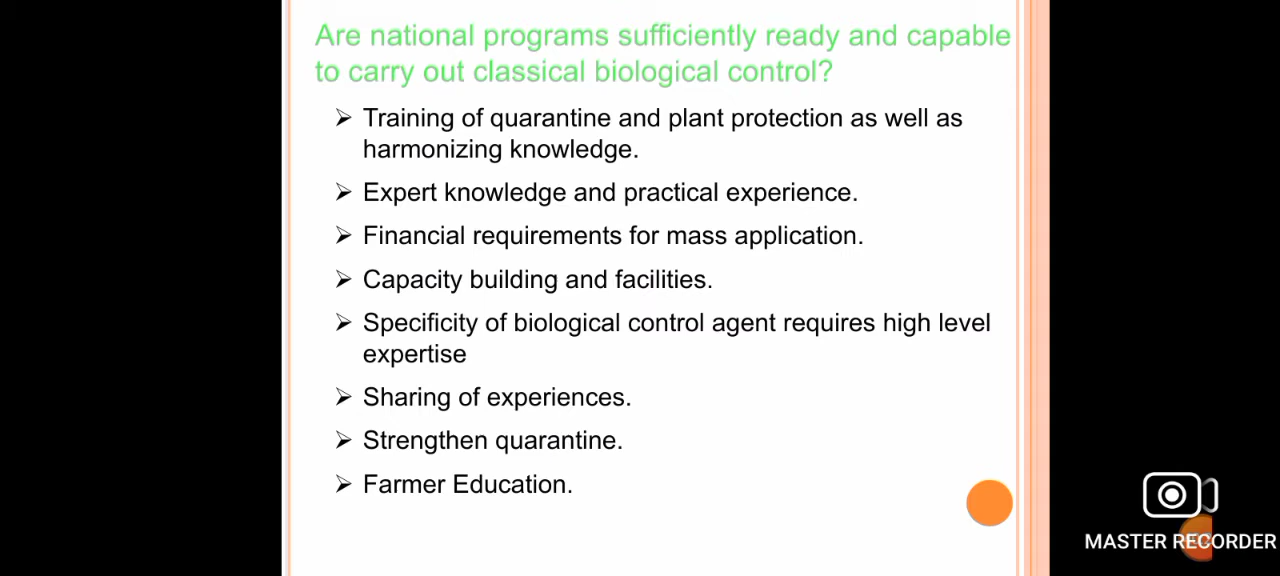 Are national programs sufficiently ready and capable
to carry out classical biological control?
➢ Training of quarantine and plant protection as well as
harmonizing knowledge.
➢ Expert knowledge and practical experience.
➢ Financial requirements for mass application.
➢ Capacity building and facilities.
➢ Specificity of biological control agent requires high level
expertise
➢ Sharing of experiences.
➢ Strengthen quarantine.
➢ Farmer Education.
MASTER RECORDER